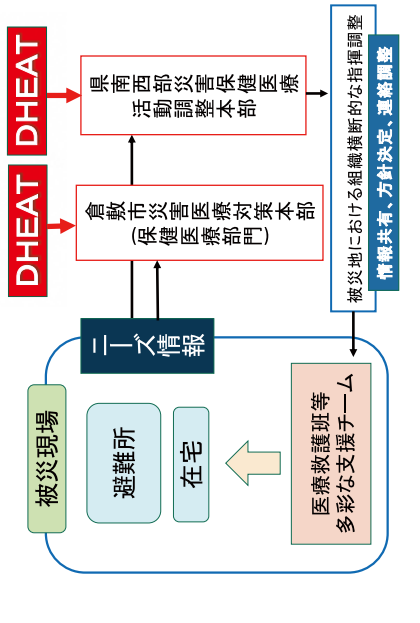 被災現場
避難所
在宅
医療救護班等
多彩な支援チーム
ニーズ情報
DHEAT
倉敷市災害医療対策本部
(保健医療部門)
DHEAT
県南西部災害保健医療
活動調整本部
被災地における組織横断的な指揮調整
情報共有、方針決定、連絡調整